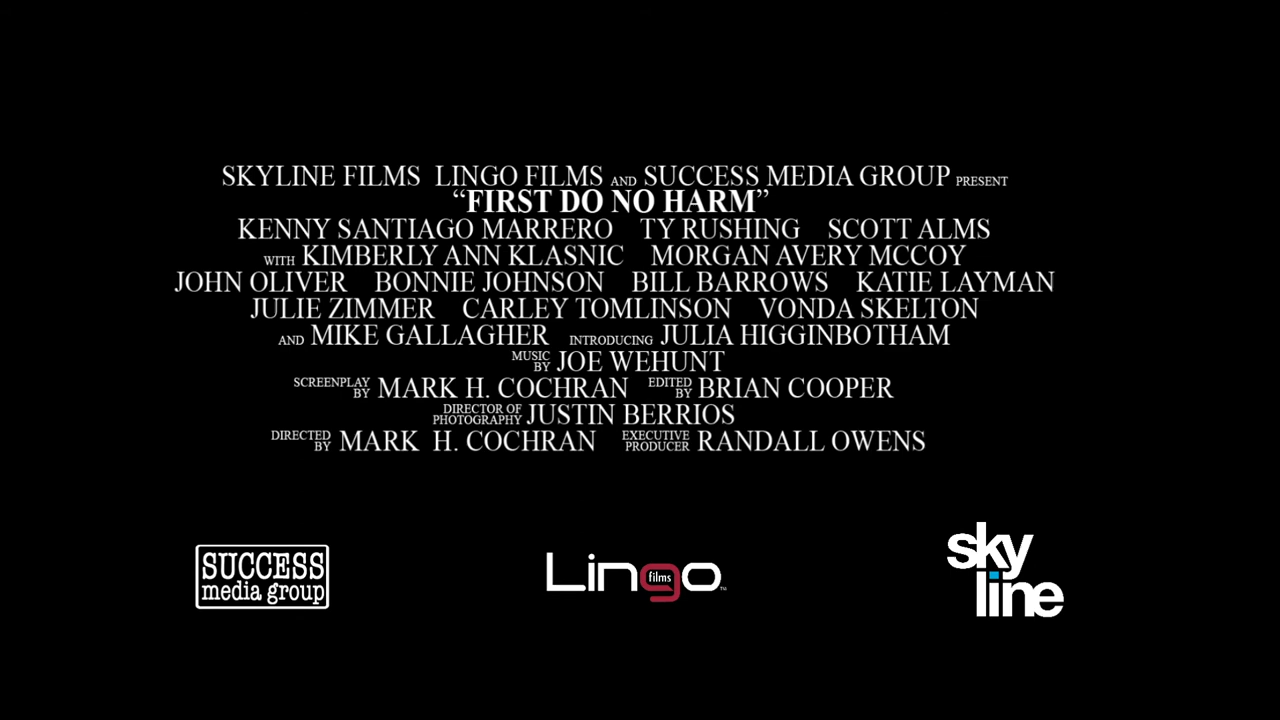 SKYLINE FILMS LINGO FILMS AND SUCCESS MEDIA GROUP PRESENT
“FIRST DO NO HARM”
KENNY SANTIAGO MARRERO TY RUSHING SCOTT ALMS
WITH KIMBERLY ANN KLASNIC MORGAN AVERY MCCOY
JOHN OLIVER BONNIE JOHNSON BILL BARROWS KATIE LAYMAN
JULIE ZIMMER CARLEY TOMLINSON VONDA SKELTON
AND MIKE GALLAGHER INTRODUCING JULIA HIGGINBOTHAM
MUSIC BY JOE WEHUNT
SCREENPLAY BY MARK H. COCHRAN EDITED BY BRIAN COOPER
DIRECTOR OF PHOTOGRAPHY JUSTIN BERRIOS
DIRECTED BY MARK H. COCHRAN EXECUTIVE PRODUCER RANDALL OWENS
SUCCESS
media group
Lingo
films
TM
sky
line